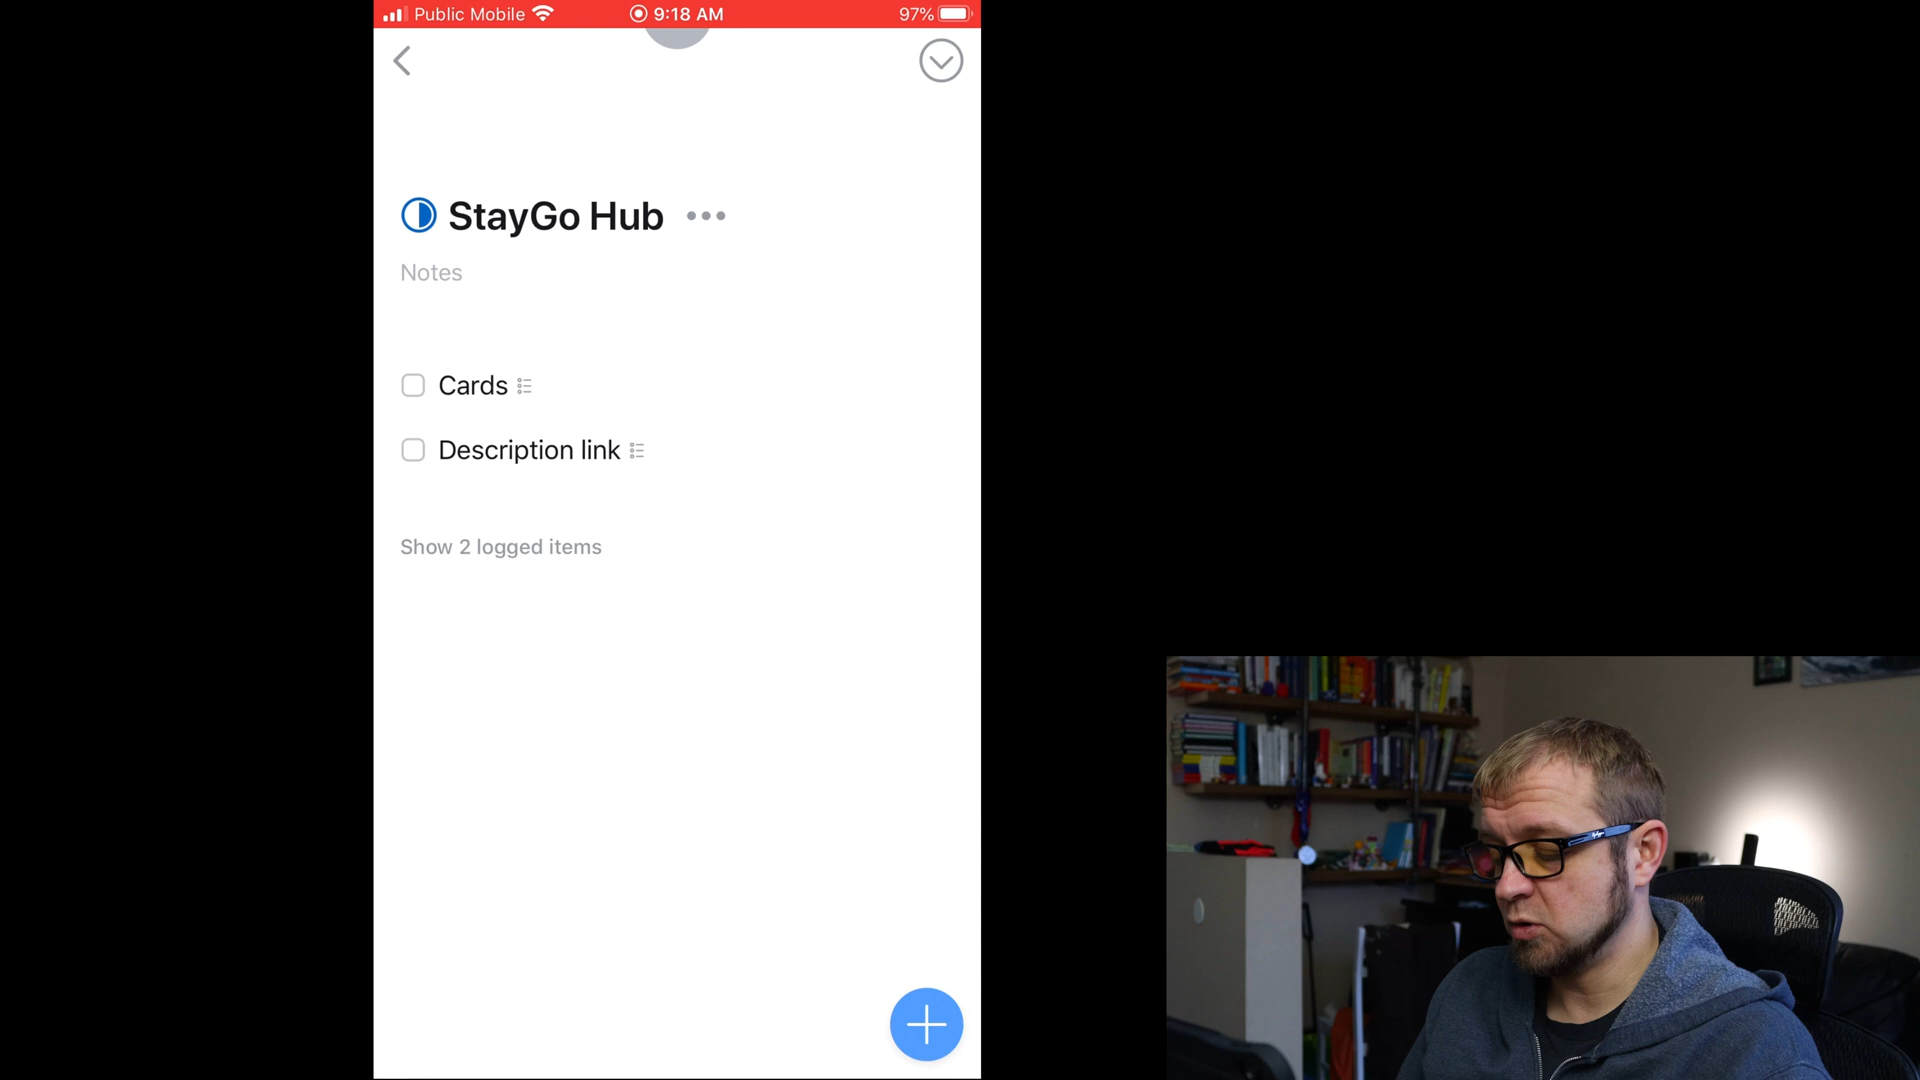 Public Mobile 9:18 AM 97%
StayGo Hub
Notes
Cards
Description link
Show 2 logged items